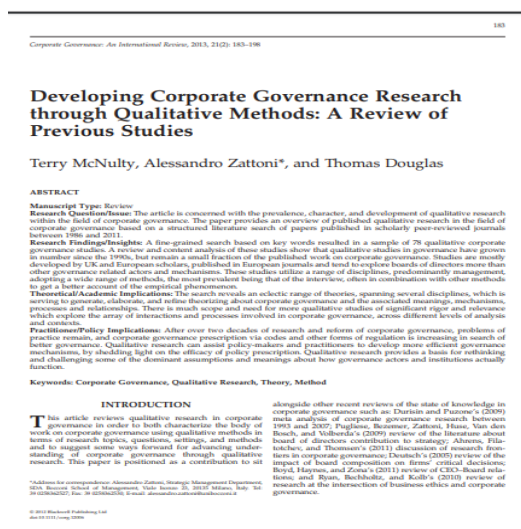 183
Corporate Governance: An International Review, 2013, 21(2): 183–198
Developing Corporate Governance Research
through Qualitative Methods: A Review of
Previous Studies
Terry McNulty, Alessandro Zattoni*, and Thomas Douglas
ABSTRACT
Manuscript Type: Review
Research Question/Issue: The article is concerned with the prevalence, character, and development of qualitative research
within the field of corporate governance. The paper provides an overview of published qualitative research in the field of
corporate governance based on a structured literature search of papers published in scholarly peer-reviewed journals
between 1986 and 2011.
Research Findings/Insights: A fine-grained search based on key words resulted in a sample of 78 qualitative corporate
governance studies. A review and content analysis of these studies show that qualitative studies in governance have grown
in number since the 1990s, but remain a small fraction of the published work on corporate governance. Studies are mostly
developed by UK and European scholars, published in European journals and tend to explore boards of directors more than
other governance related actors and mechanisms. These studies utilize a range of disciplines, predominantly management,
adopting a wide range of methods, the most prevalent being that of the interview, often in combination with other methods
to get a better account of the empirical phenomenon.
Theoretical/Academic Implications: The search reveals an eclectic range of theories, spanning several disciplines, which is
serving to generate, elaborate, and refine theorizing about corporate governance and the associated meanings, mechanisms,
processes and relationships. There is much scope and need for more qualitative studies of significant rigor and relevance
which explore the array of interactions and processes involved in corporate governance, across different levels of analysis
and contexts.
Practitioner/Policy Implications: After over two decades of research and reform of corporate governance, problems of
practice remain, and corporate governance prescription via codes and other forms of regulation is increasing in search of
better governance. Qualitative research can assist policy-makers and practitioners to develop more efficient governance
mechanisms, by shedding light on the efficacy of policy prescription. Qualitative research provides a basis for rethinking
and challenging some of the dominant assumptions and meanings about how governance actors and institutions actually
function.
Keywords: Corporate Governance, Qualitative Research, Theory, Method
INTRODUCTION
This article reviews qualitative research in corporate
governance in order to both characterize the body of
work on corporate governance using qualitative methods in
terms of research topics, questions, settings, and methods
and to suggest some ways forward for advancing under-
standing of corporate governance through qualitative
research. This paper is positioned as a contribution to sit
*Address for correspondence: Alessandro Zattoni, Strategic Management Department,
SDA Bocconi School of Management, Viale Isonzo 23, 20135 Milano, Italy. Tel:
E-mail: alessandro.zattoni@unibocconi.it
© 2012 Blackwell Publishing Ltd
alongside other recent reviews of the state of knowledge in
corporate governance such as: Durisin and Puzone's (2009)
meta analysis of corporate governance research between
1993 and 2007; Pugliese, Bezemer, Zattoni, Huse, Van den
Bosch, and Volberda's (2009) review of the literature about
board of directors contribution to strategy; Ahrens, Fila-
totchev, and Thomsen's (2011) discussion of research fron-
tiers in corporate governance; Deutsch's (2005) review of the
impact of board composition on firms' critical decisions;
Boyd, Haynes, and Zona's (2011) review of CEO–Board rela-
tions; and Ryan, Buchholtz, and Kolb's (2010) review of
research at the intersection of business ethics and corporate
governance.